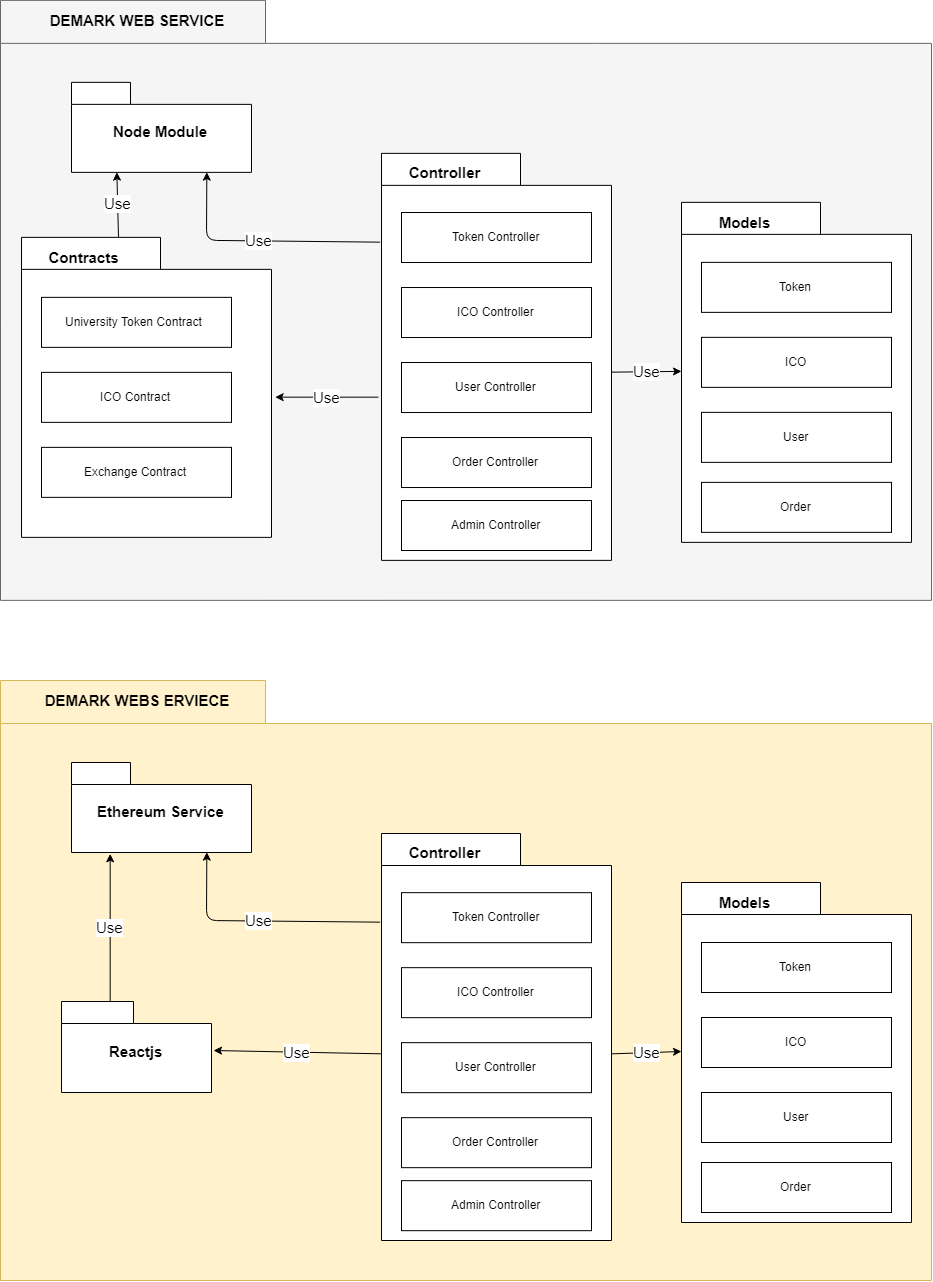 DEMARK WEB SERVICE
Node Module
Use
Use
Contracts
University Token Contract
ICO Contract
Exchange Contract
Use
Controller
Token Controller
ICO Controller
User Controller
Order Controller
Admin Controller
Use
Models
Token
ICO
User
Order
DEMARK WEBS ERVIECE
Ethereum Service
Use
Use
Reactjs
Use
Controller
Token Controller
ICO Controller
User Controller
Order Controller
Admin Controller
Use
Models
Token
ICO
User
Order